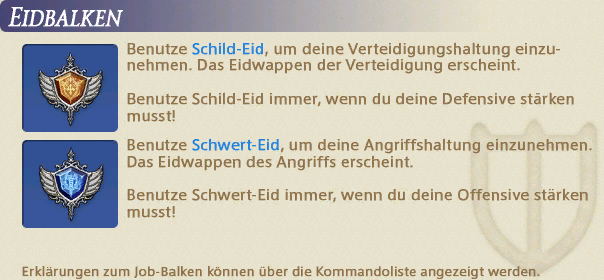 EIDBALKEN
Benutze Schild-Eid, um deine Verteidigungshaltung einzu-
nehmen. Das Eidwappen der Verteidigung erscheint.
Benutze Schild-Eid immer, wenn du deine Defensive stärken
musst!
Benutze Schwert-Eid, um deine Angriffshaltung einzunehmen.
Das Eidwappen des Angriffs erscheint.
Benutze Schwert-Eid immer, wenn du deine Offensive stärken
musst!
Erklärungen zum Job-Balken können über die Kommandoliste angezeigt werden.